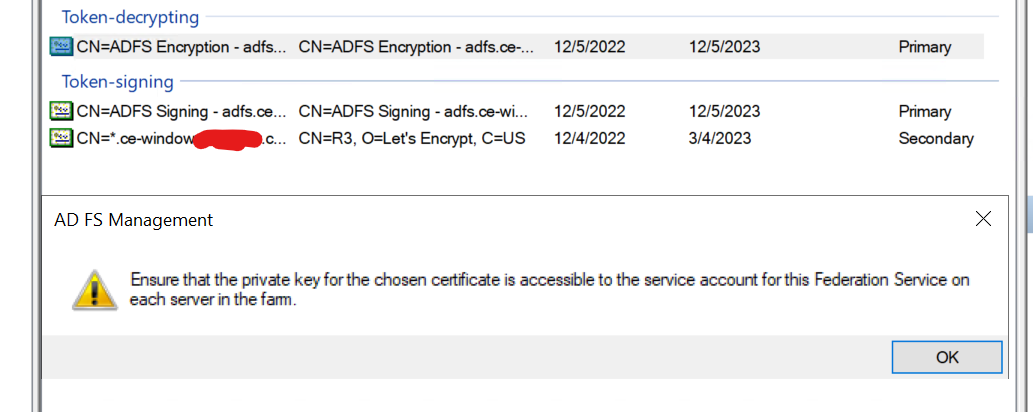 Token-decrypting
CN=ADFS Encryption - adfs... CN=ADFS Encryption - adfs.ce-... 12/5/2022 12/5/2023 Primary
Token-signing
CN=ADFS Signing - adfs.ce... CN=ADFS Signing - adfs.ce-wi... 12/5/2022 12/5/2023 Primary
CN=*.ce-window .c... CN=R3, O=Let's Encrypt, C=US 12/4/2022 3/4/2023 Secondary
AD FS Management
Ensure that the private key for the chosen certificate is accessible to the service account for this Federation Service on
each server in the farm.
OK